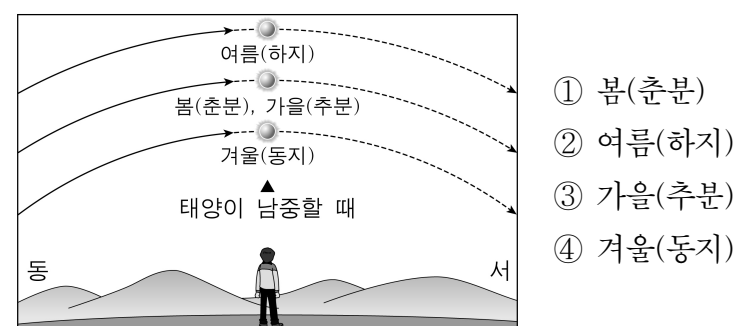 여름(하지)
봄(춘분), 가을(추분)
겨울(동지)
▲
태양이 남중할 때
동
서
① 봄(춘분)
② 여름(하지)
③ 가을(추분)
④ 겨울(동지)